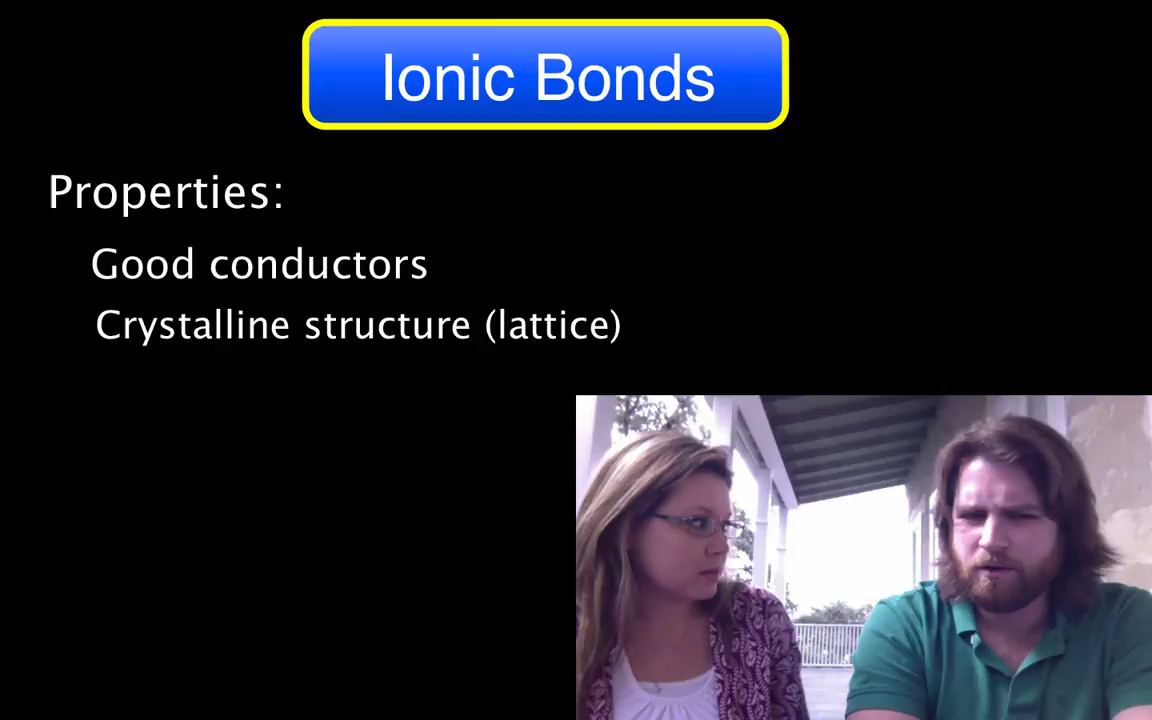 Ionic Bonds
Properties:
Good conductors
Crystalline structure (lattice)